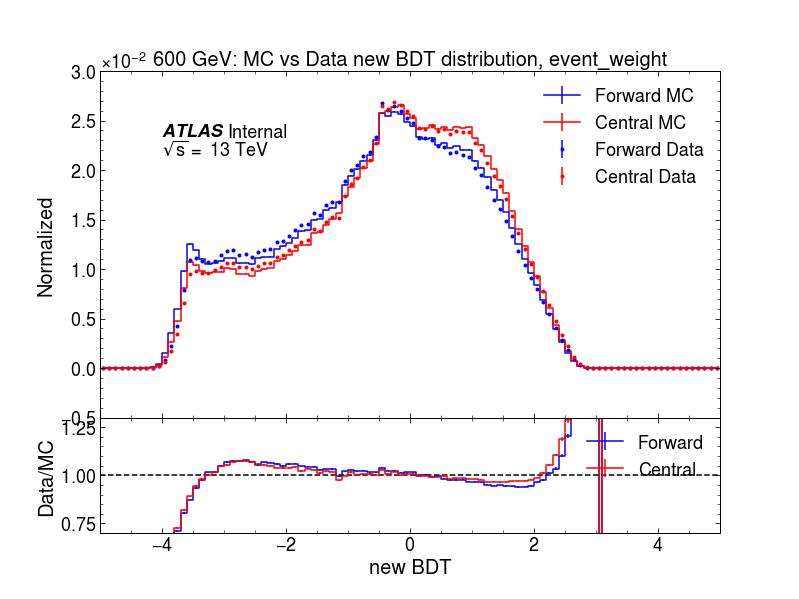 ×10⁻² 600 GeV: MC vs Data new BDT distribution, event_weight
3.0
2.5
2.0
1.5
1.0
0.5
0.0
Normalized
ATLAS Internal
√s = 13 TeV
Forward MC
Central MC
Forward Data
Central Data
1.25
1.00
0.75
Data/MC
Forward
Central
−4 −2 0 2 4
new BDT